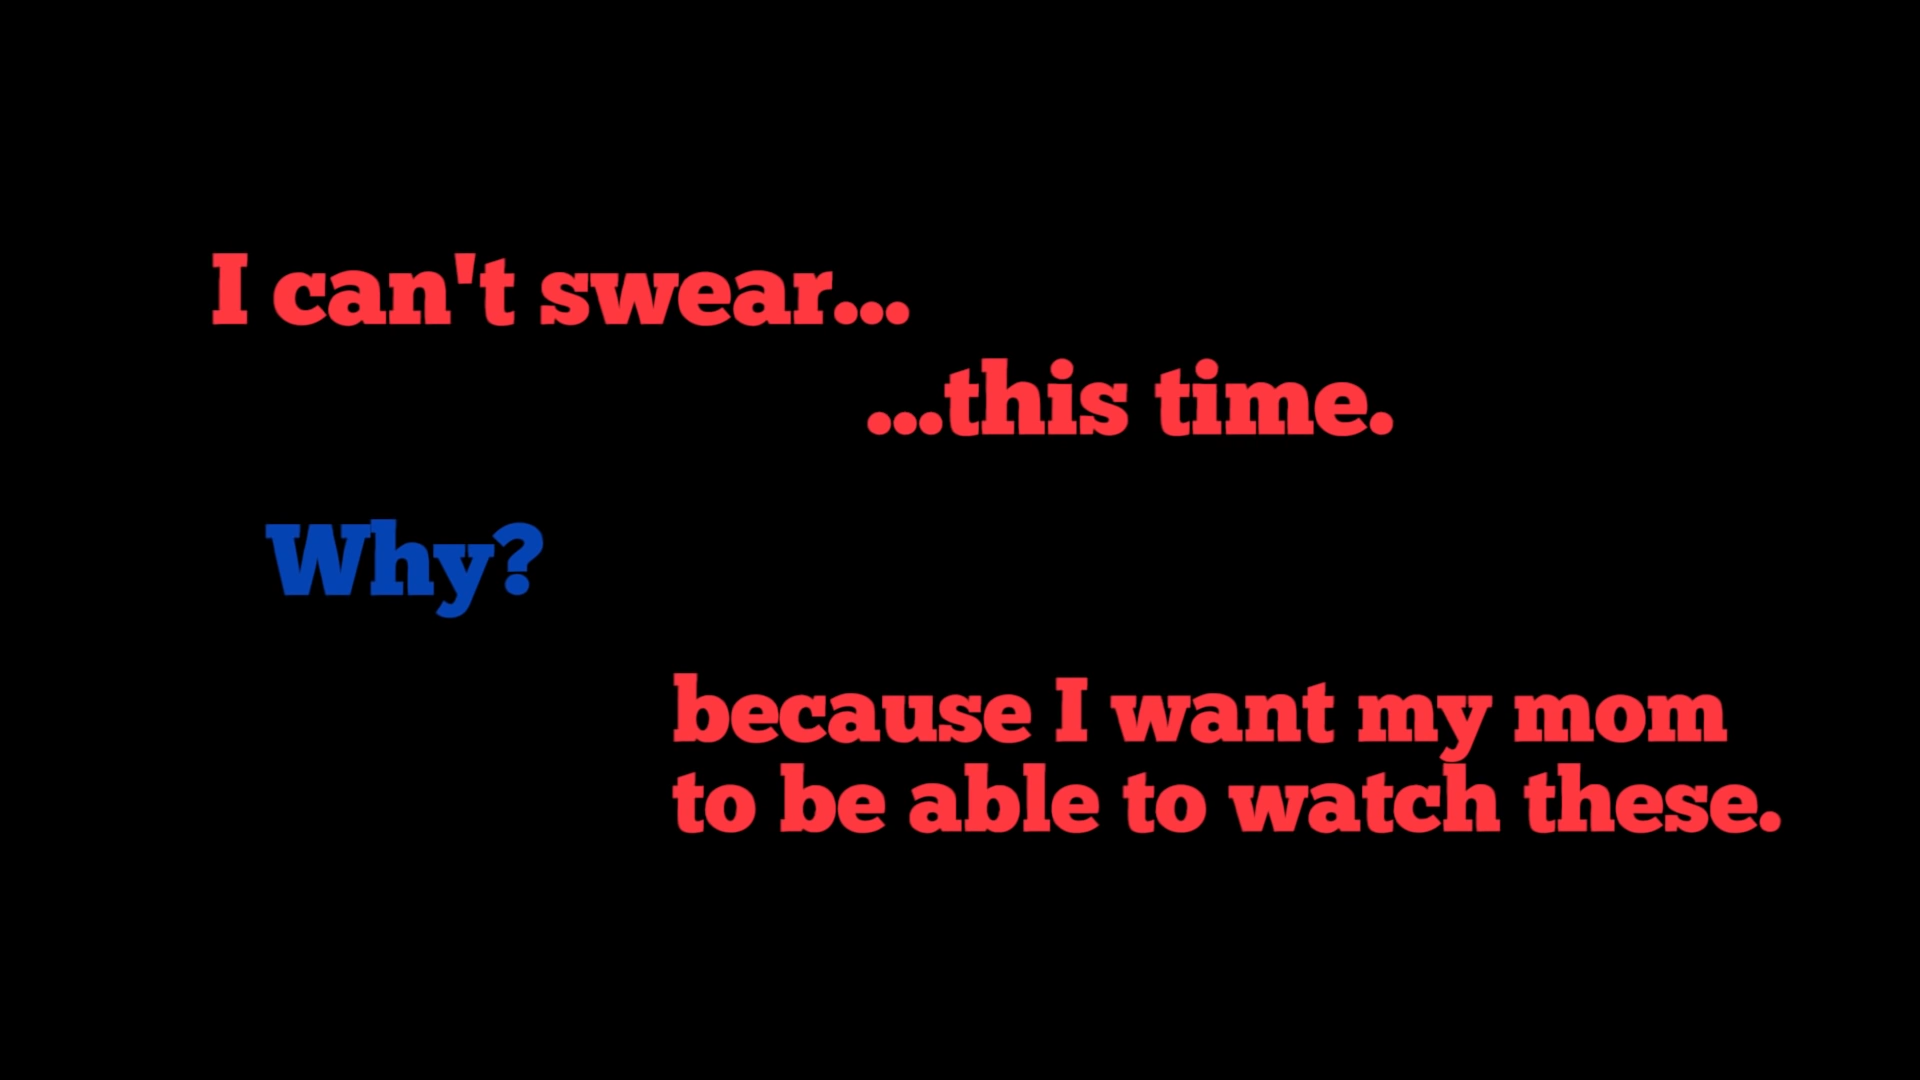 I can't swear...
...this time.
Why?
because I want my mom
to be able to watch these.